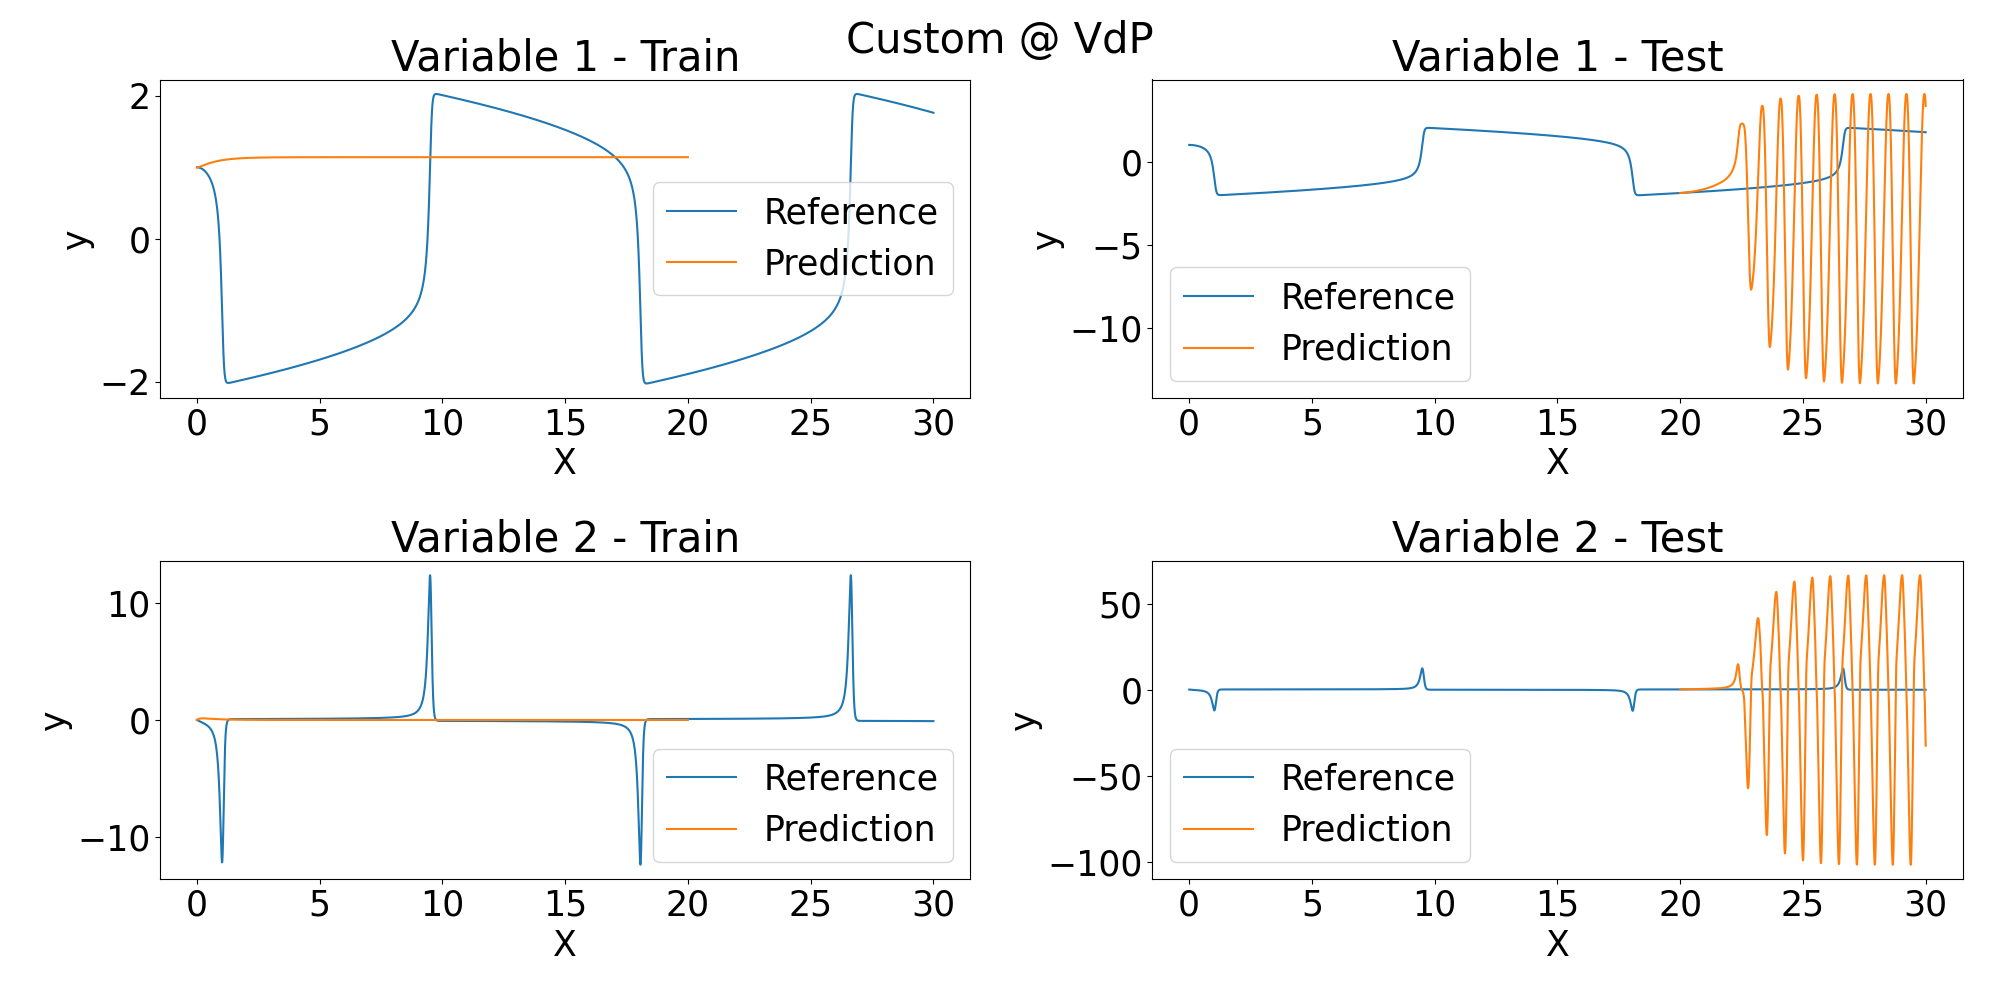 Custom @ VdP
Variable 1 - Train
2
0
−2
y
0 5 10 15 20 25 30
X
Reference
Prediction
Variable 1 - Test
0
−5
−10
y
0 5 10 15 20 25 30
X
Reference
Prediction
Variable 2 - Train
10
0
−10
y
0 5 10 15 20 25 30
X
Reference
Prediction
Variable 2 - Test
50
0
−50
−100
y
0 5 10 15 20 25 30
X
Reference
Prediction